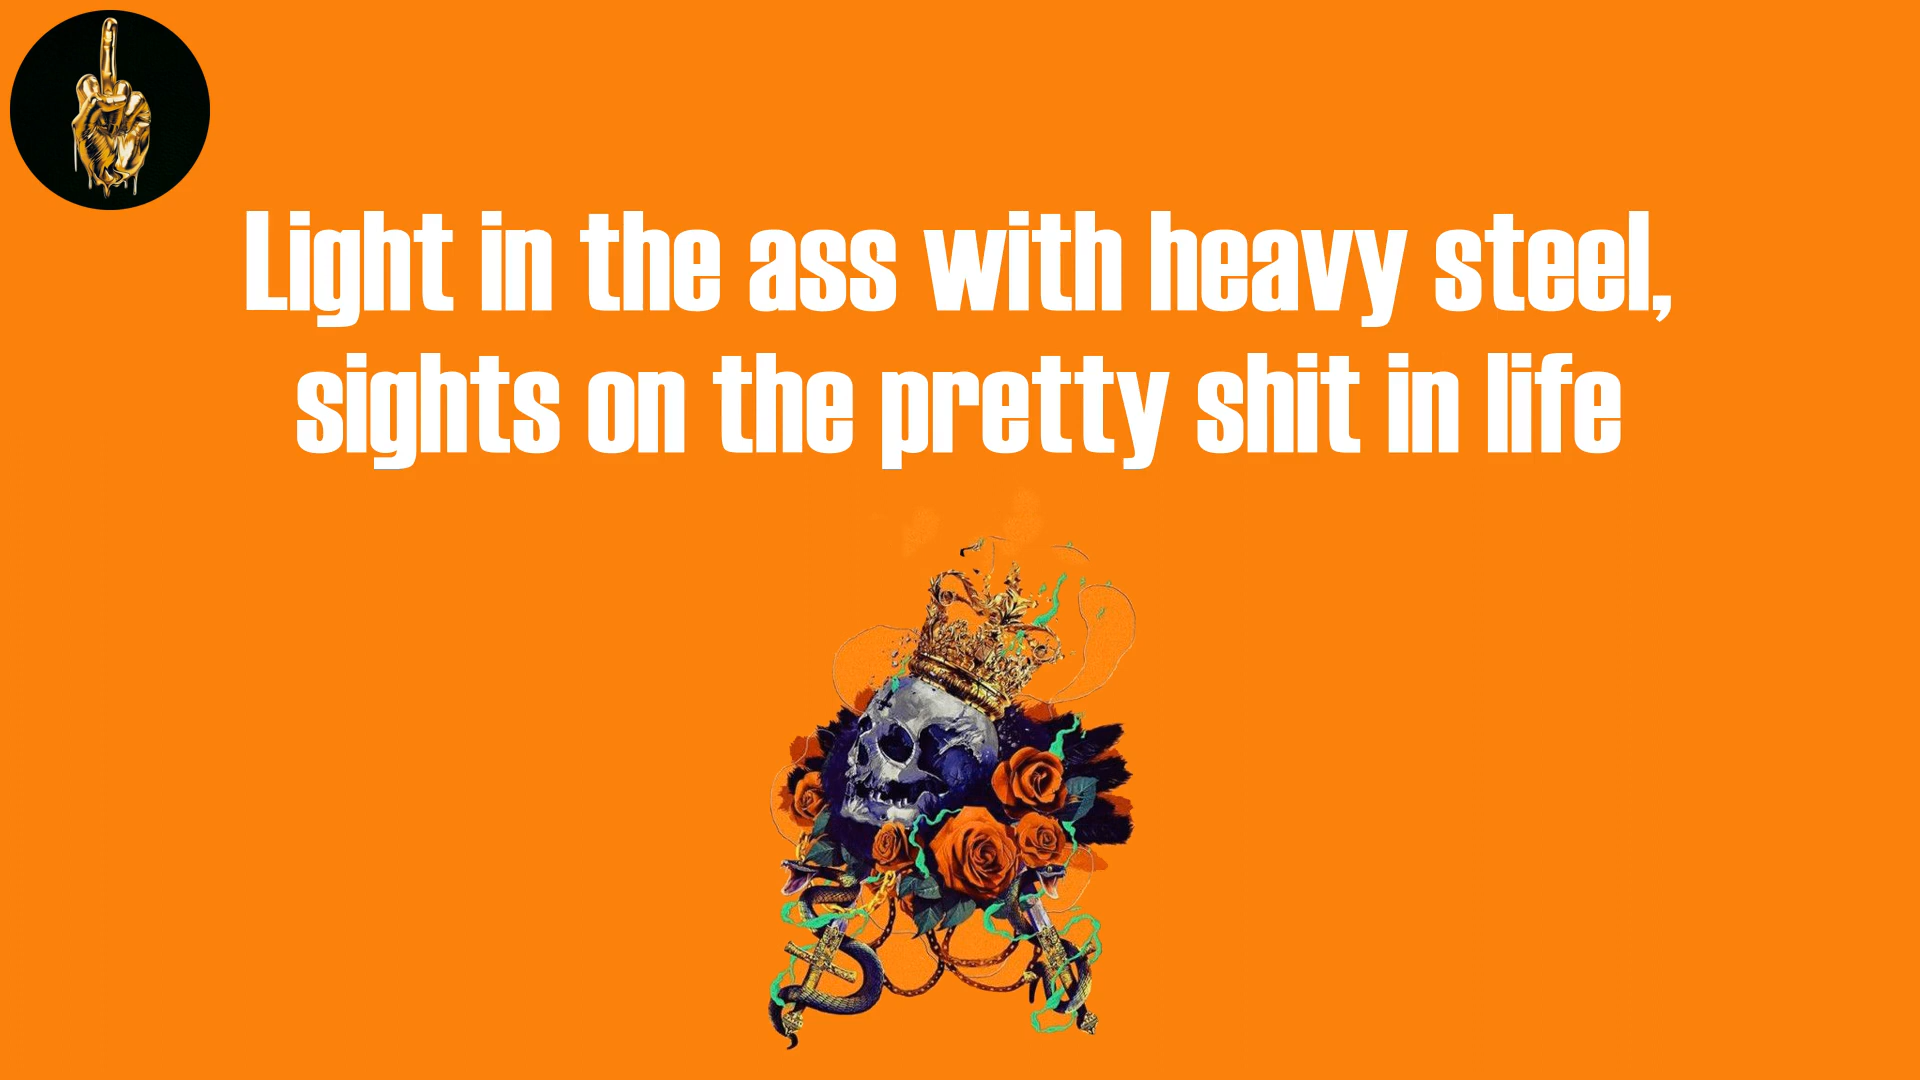 Light in the ass with heavy steel,
sights on the pretty shit in life